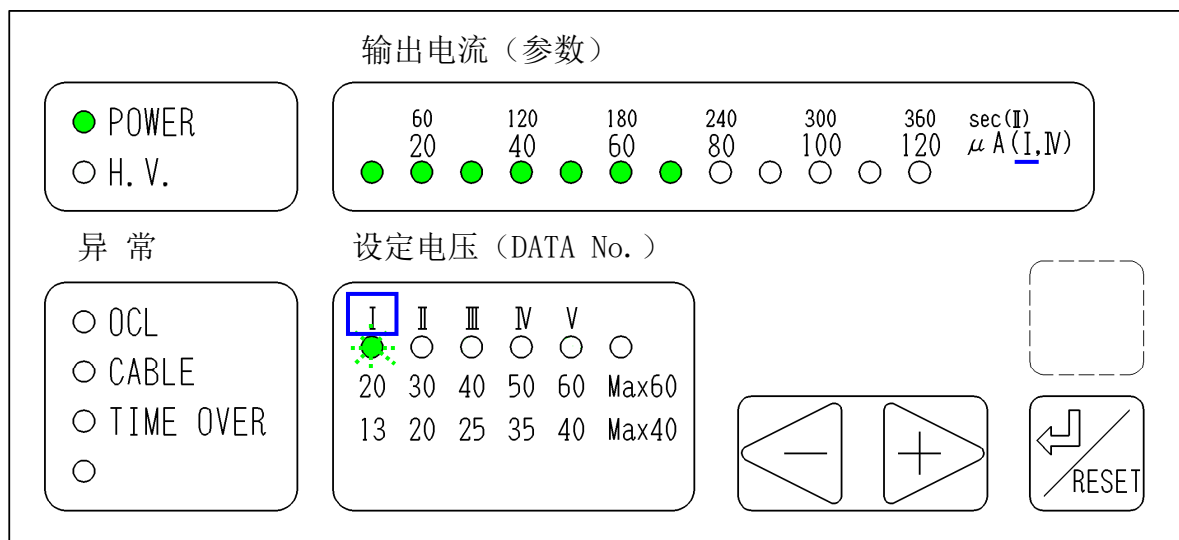 输出电流（参数）
POWER
H.V.
60 120 180 240 300 360 sec(Ⅱ)
20 40 60 80 100 120 μA(Ⅰ,Ⅳ)
异常
设定电压（DATA No.）
OCL
CABLE
TIME OVER
Ⅰ Ⅱ Ⅲ Ⅳ Ⅴ
20 30 40 50 60 Max60
13 20 25 35 40 Max40
－
＋
RESET